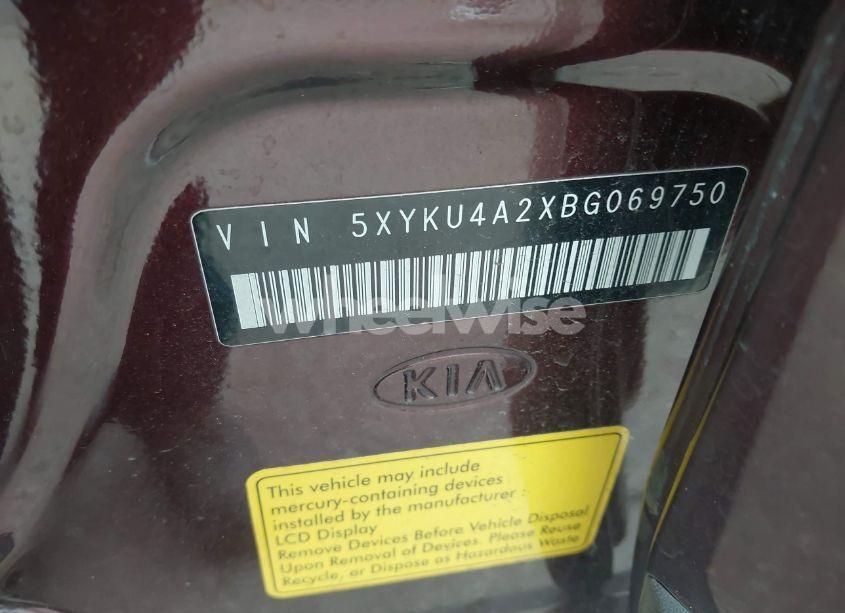 VIN 5XYKU4A2XBG069750
wheelwise
KIA
This vehicle may include
mercury-containing devices
installed by the manufacturer :
LCD Display
Remove Devices Before Vehicle Disposal
Upon Removal of Devices. Please Reuse
Recycle, or Dispose as Hazardous Waste